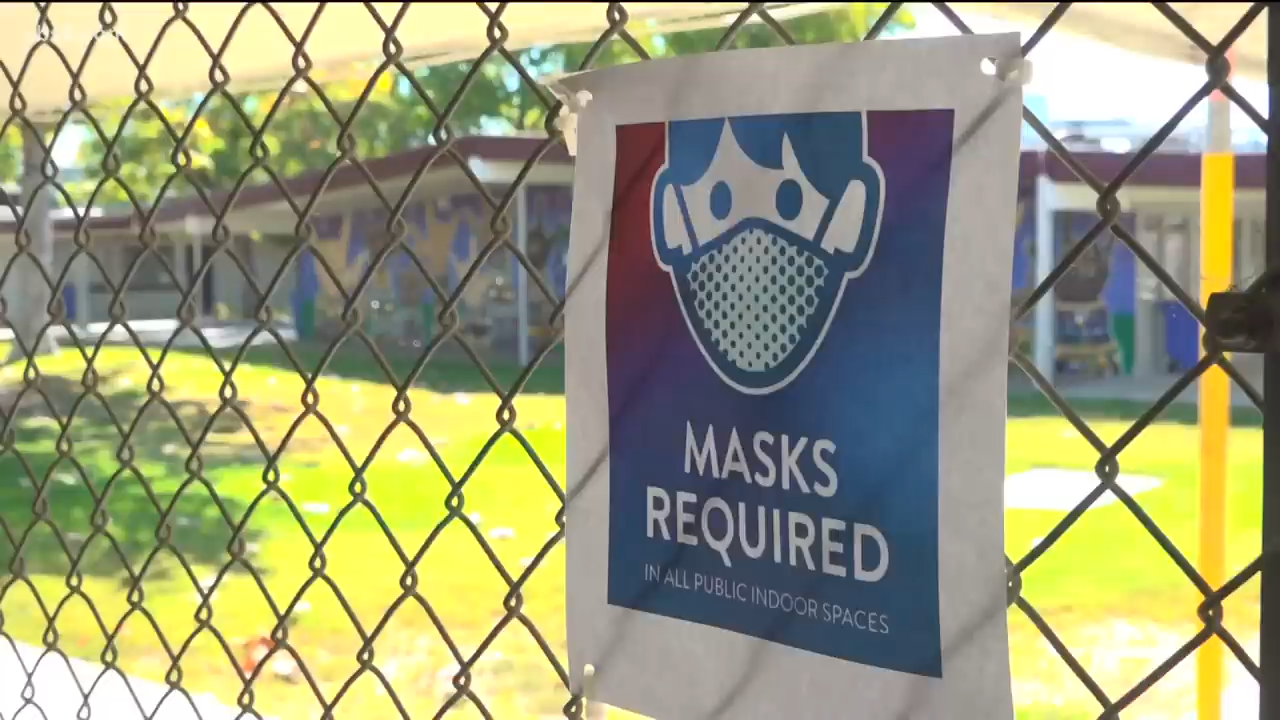 MASKS
REQUIRED
IN ALL PUBLIC INDOOR SPACES